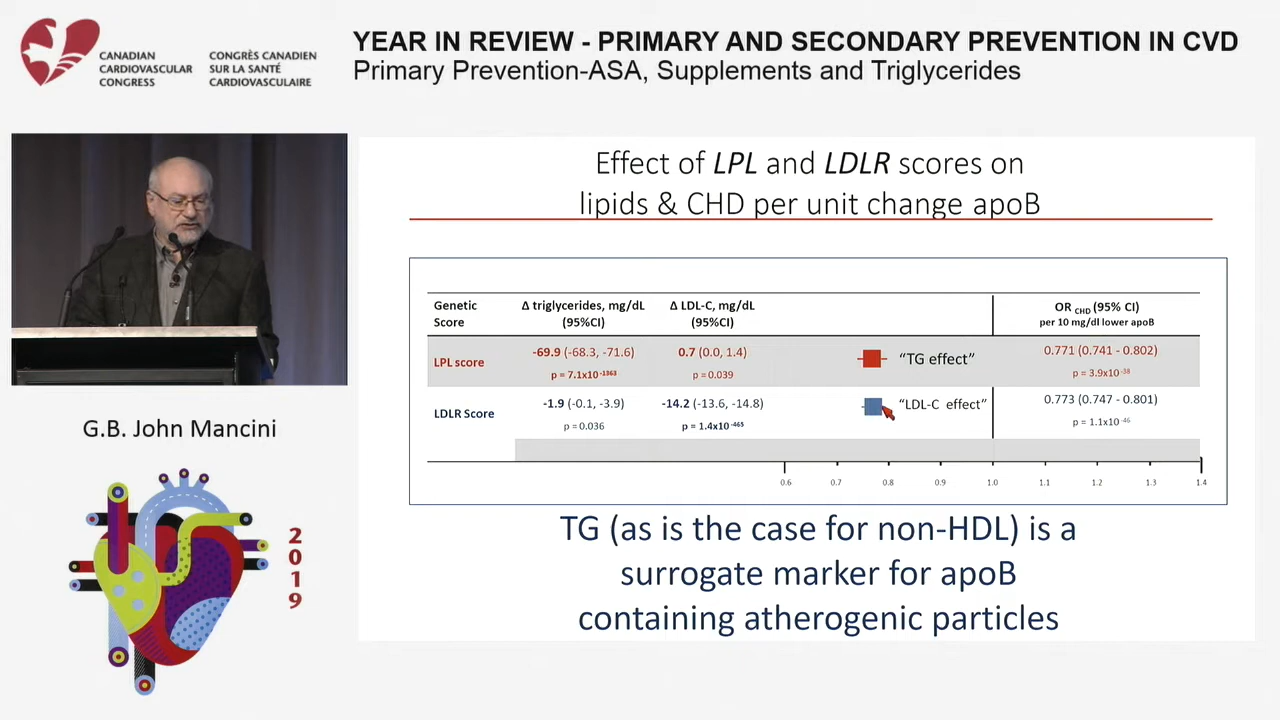 CANADIAN
CARDIOVASCULAR
CONGRESS
CONGRÈS CANADIEN
SUR LA SANTÉ
CARDIOVASCULAIRE
YEAR IN REVIEW - PRIMARY AND SECONDARY PREVENTION IN CVD
Primary Prevention-ASA, Supplements and Triglycerides
G.B. John Mancini
2019
Effect of LPL and LDLR scores on
lipids & CHD per unit change apoB
Genetic
Score
Δ triglycerides, mg/dL
(95%CI)
Δ LDL-C, mg/dL
(95%CI)
OR CHD (95% CI)
per 10 mg/dl lower apoB
LPL score
-69.9 (-68.3, -71.6)
p = 7.1x10 -1363
0.7 (0.0, 1.4)
p = 0.039
"TG effect"
0.771 (0.741 - 0.802)
p = 3.9x10 -38
LDLR Score
-1.9 (-0.1, -3.9)
p = 0.036
-14.2 (-13.6, -14.8)
p = 1.4x10 -465
"LDL-C effect"
0.773 (0.747 - 0.801)
p = 1.1x10 -46
0.6 0.7 0.8 0.9 1.0 1.1 1.2 1.3 1.4
TG (as is the case for non-HDL) is a
surrogate marker for apoB
containing atherogenic particles